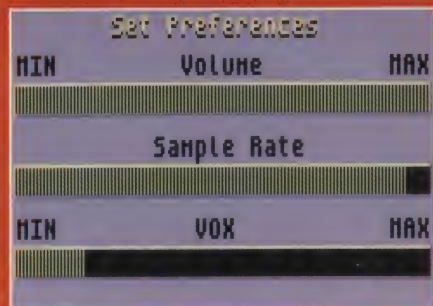 Set Preferences
MIN Volume MAX
Sample Rate
MIN VOX MAX